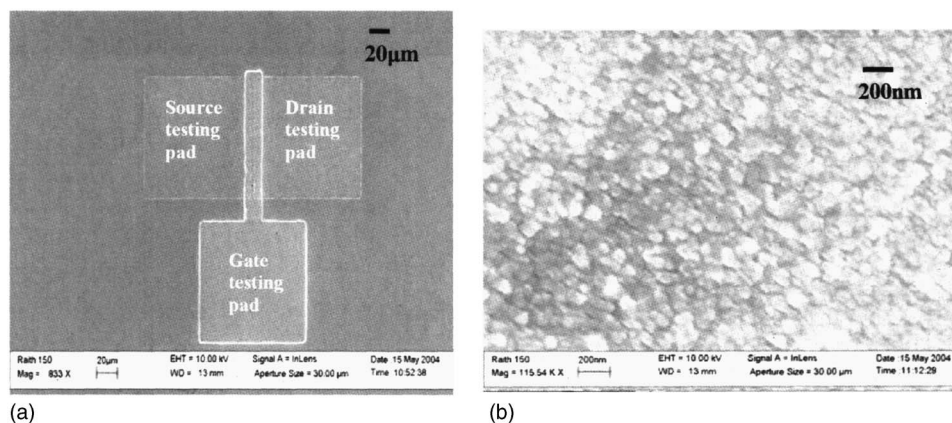 20μm
Source
testing
pad
Drain
testing
pad
Gate
testing
pad
Raith 150 20μm EHT = 10.00 kV Signal A = InLens Date :15 May 2004
Mag = 833 X WD = 13 mm Aperture Size = 30.00 μm Time :10:52:38
(a)
200nm
Raith 150 200nm EHT = 10.00 kV Signal A = InLens Date :15 May 2004
Mag = 115.54 K X WD = 13 mm Aperture Size = 30.00 μm Time :11:12:29
(b)